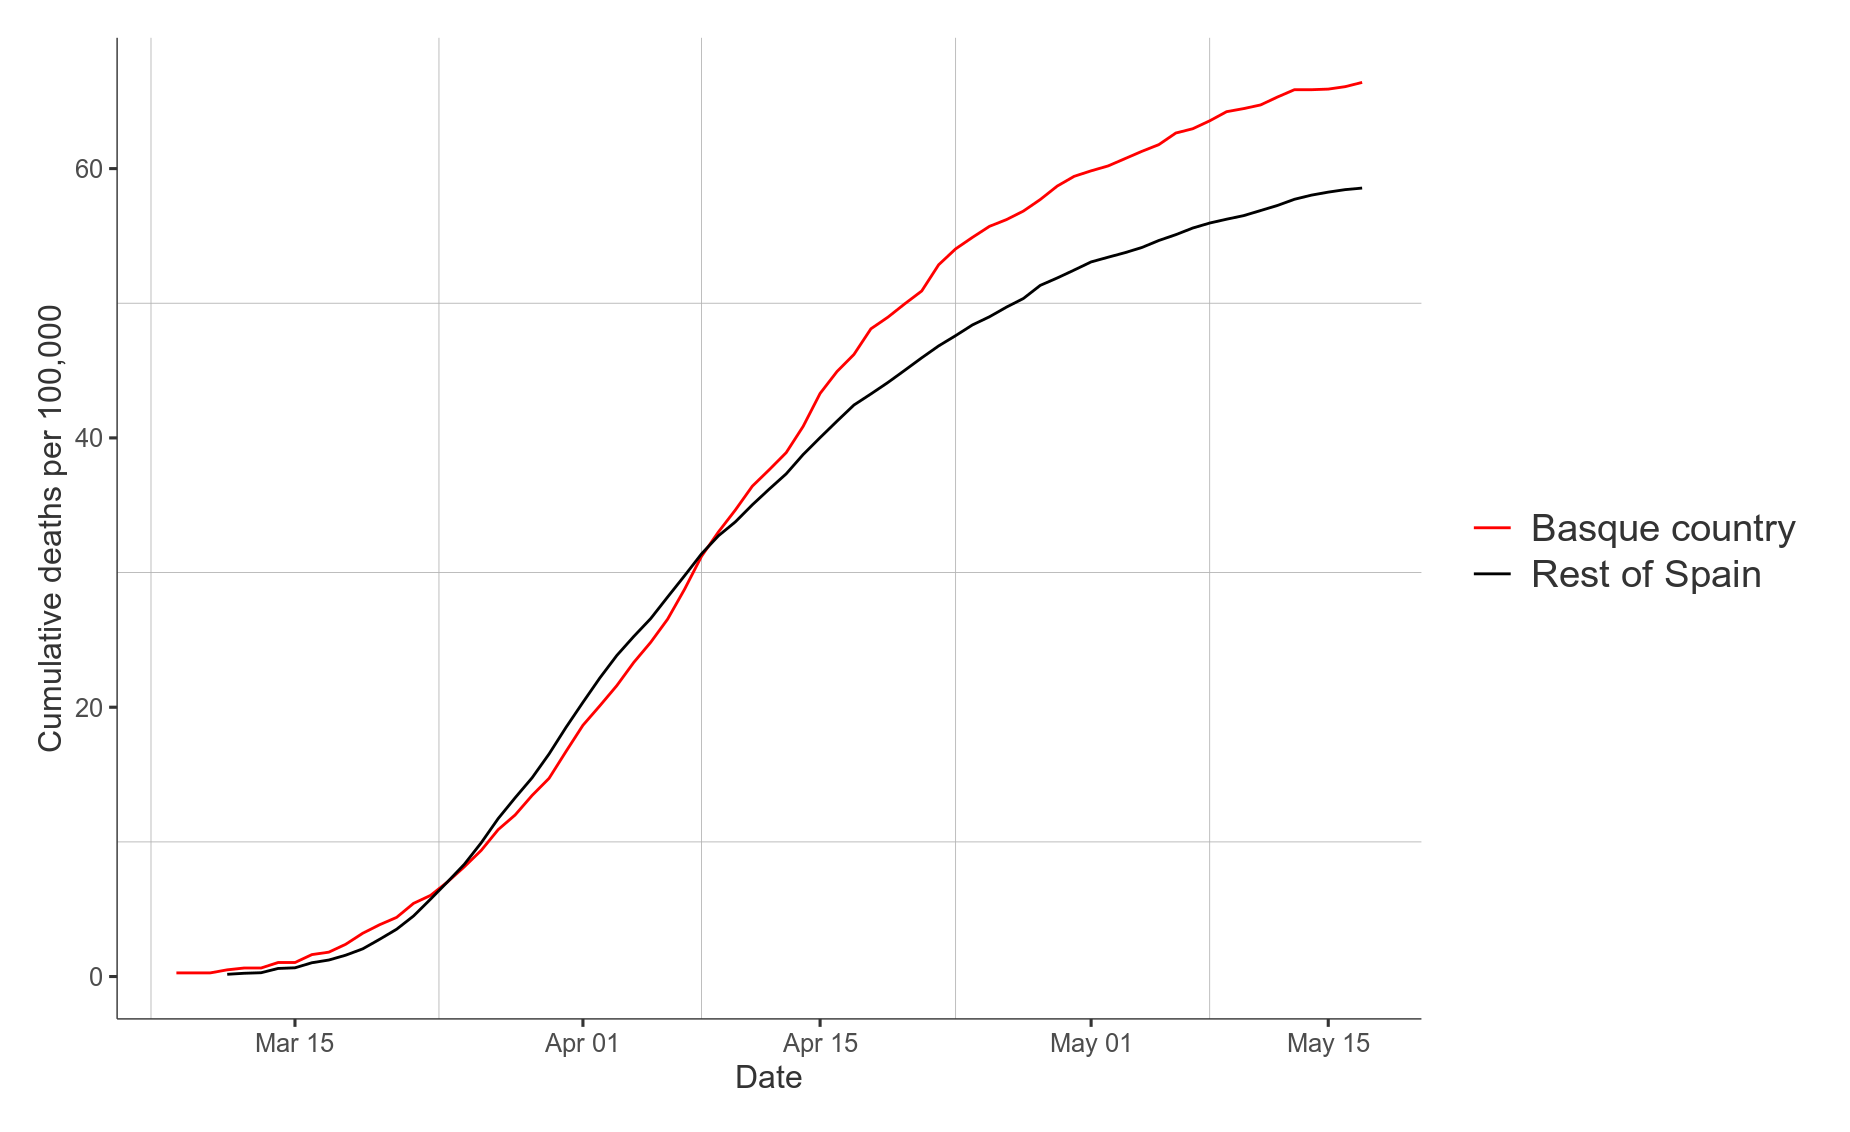 Cumulative deaths per 100,000
60
40
20
0
Mar 15
Apr 01
Apr 15
May 01
May 15
Date
Basque country
Rest of Spain